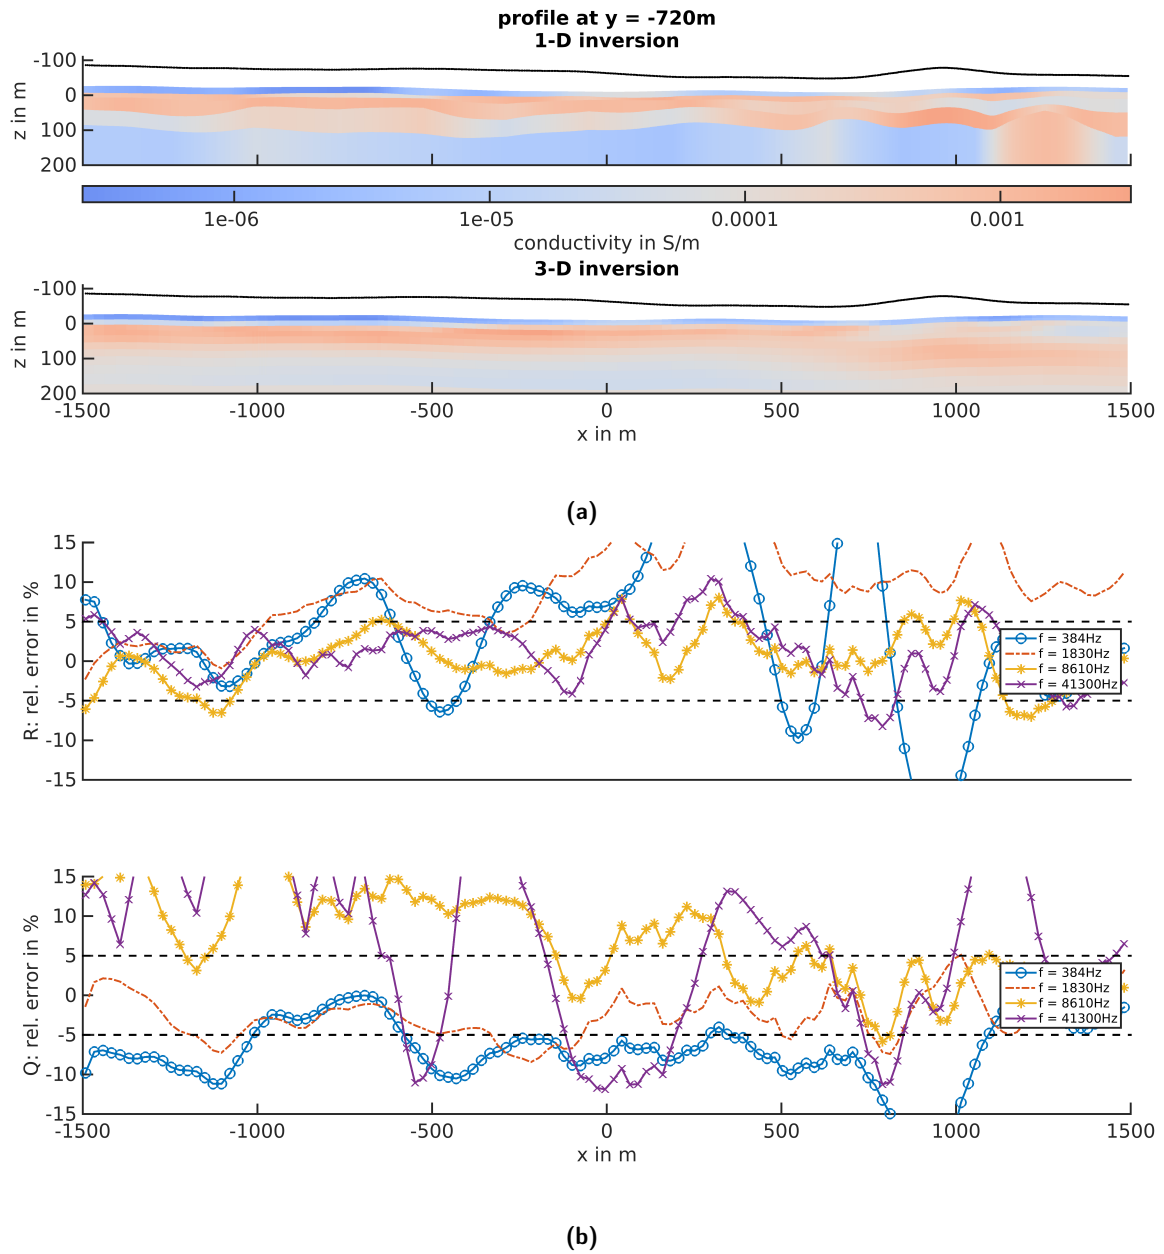 profile at y = -720m
1-D inversion
-100
0
100
200
z in m
1e-06 1e-05 0.0001 0.001
conductivity in S/m
3-D inversion
-100
0
100
200
z in m
-1500 -1000 -500 0 500 1000 1500
x in m
(a)
15
10
5
0
-5
-10
-15
R: rel. error in %
f = 384Hz
f = 1830Hz
f = 8610Hz
f = 41300Hz
15
10
5
0
-5
-10
-15
Q: rel. error in %
f = 384Hz
f = 1830Hz
f = 8610Hz
f = 41300Hz
-1500 -1000 -500 0 500 1000 1500
x in m
(b)